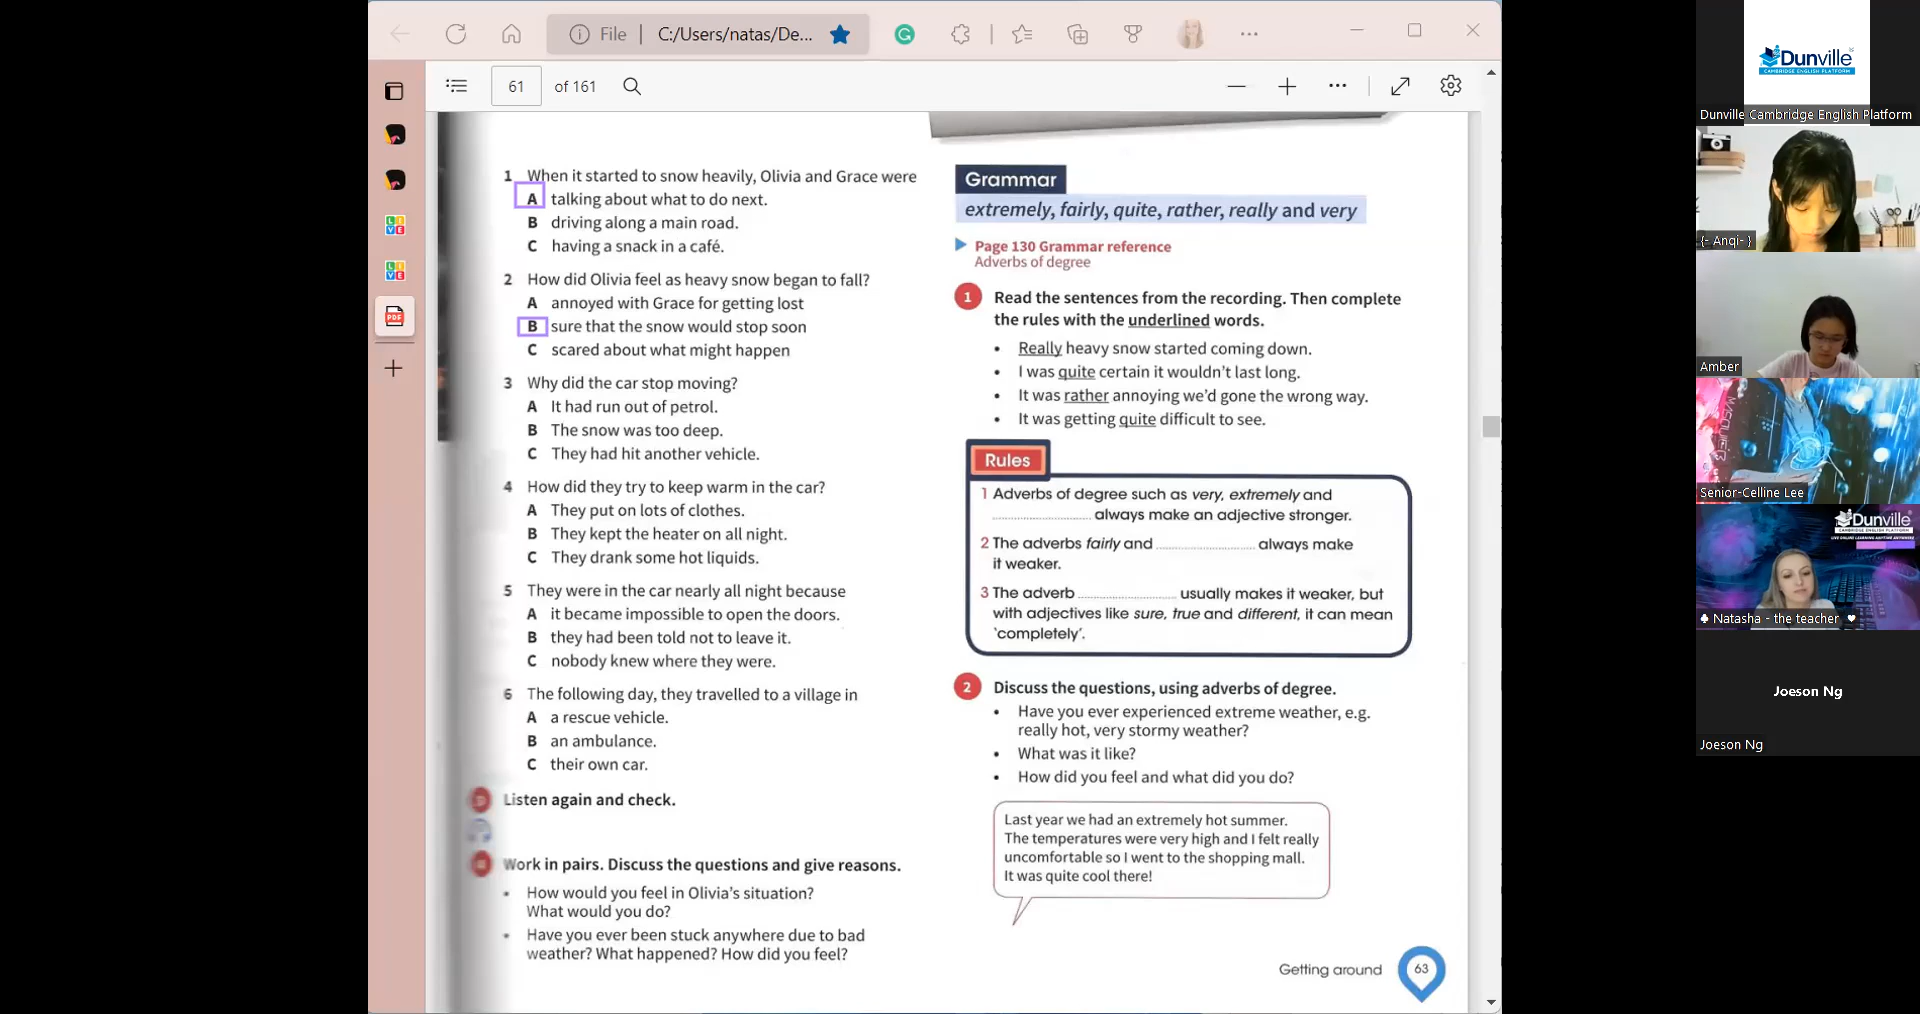 File
C:/Users/natas/De...
61
of 161
1 When it started to snow heavily, Olivia and Grace were
A talking about what to do next.
B driving along a main road.
C having a snack in a café.
2 How did Olivia feel as heavy snow began to fall?
A annoyed with Grace for getting lost
B sure that the snow would stop soon
C scared about what might happen
3 Why did the car stop moving?
A It had run out of petrol.
B The snow was too deep.
C They had hit another vehicle.
4 How did they try to keep warm in the car?
A They put on lots of clothes.
B They kept the heater on all night.
C They drank some hot liquids.
5 They were in the car nearly all night because
A it became impossible to open the doors.
B they had been told not to leave it.
C nobody knew where they were.
6 The following day, they travelled to a village in
A a rescue vehicle.
B an ambulance.
C their own car.
Listen again and check.
Work in pairs. Discuss the questions and give reasons.
• How would you feel in Olivia's situation?
What would you do?
• Have you ever been stuck anywhere due to bad
weather? What happened? How did you feel?
Grammar
extremely, fairly, quite, rather, really and very
Page 130 Grammar reference
Adverbs of degree
1 Read the sentences from the recording. Then complete
the rules with the underlined words.
• Really heavy snow started coming down.
• I was quite certain it wouldn't last long.
• It was rather annoying we'd gone the wrong way.
• It was getting quite difficult to see.
Rules
1 Adverbs of degree such as very, extremely and
.............................. always make an adjective stronger.
2 The adverbs fairly and .............................. always make
it weaker.
3 The adverb .............................. usually makes it weaker, but
with adjectives like sure, true and different, it can mean
'completely'.
2 Discuss the questions, using adverbs of degree.
• Have you ever experienced extreme weather, e.g.
really hot, very stormy weather?
• What was it like?
• How did you feel and what did you do?
Last year we had an extremely hot summer.
The temperatures were very high and I felt really
uncomfortable so I went to the shopping mall.
It was quite cool there!
Getting around
63
Dunville
CAMBRIDGE ENGLISH PLATFORM
Dunville Cambridge English Platform
{- Anqi- }
Amber
Senior-Celline Lee
Dunville
CAMBRIDGE ENGLISH PLATFORM
LIVE ONLINE LEARNING ANYTIME ANYWHERE
♠ Natasha - the teacher ♥
Joeson Ng
Joeson Ng